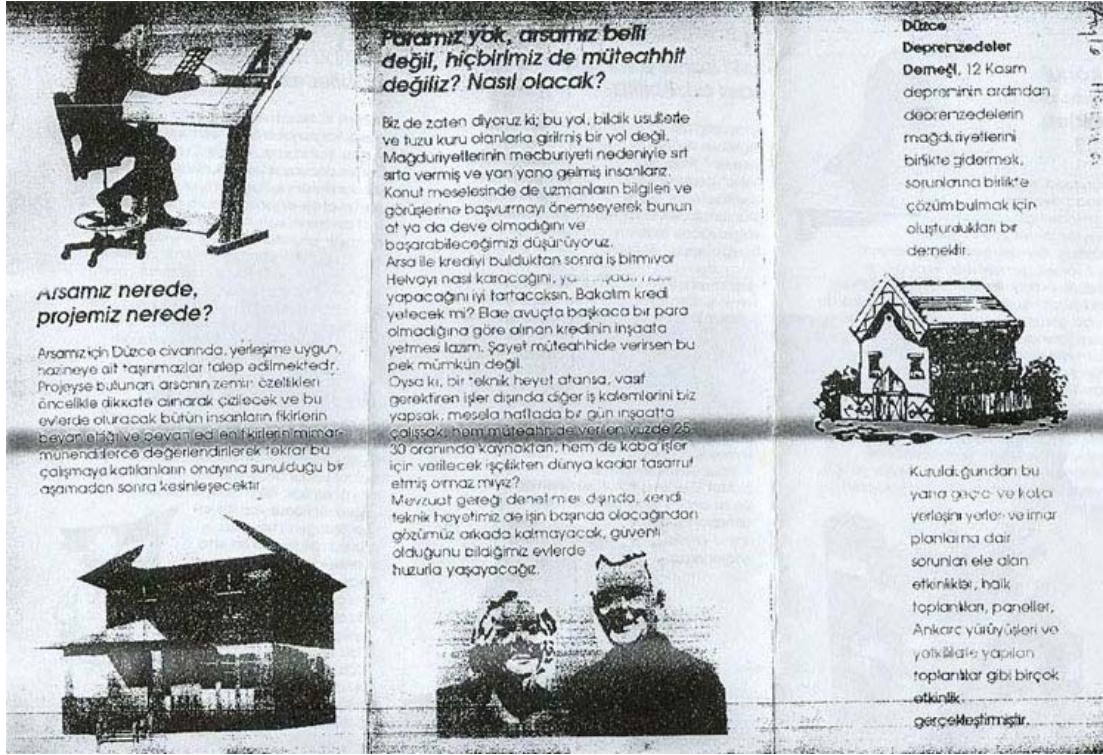 Arsamız nerede,
projemiz nerede?
Arsamız için Düzce civarında, yerleşime uygun,
hazineye ait taşınmazlar talep edilmektedir.
Projeyse bulunan arsanın zemin özellikleri
öncelikle dikkate alınarak çizilecek ve bu
evlerde oturacak bütün insanların fikirlerin
beyan ettiği ve beyan edilen fikirlerin mimar-
mühendislerce değerlendirilerek tekrar bu
çalışmaya katılanların onayına sunulduğu bir
aşamadan sonra kesinleşecektir.
Paramız yok, arsamız belli
değil, hiçbirimiz de müteahhit
değiliz? Nasıl olacak?
Biz de zaten diyoruz ki; bu yol, bildik usullerle
ve tuzu kuru olanlarla girilmiş bir yol değil.
Mağduriyetlerinin mecburiyeti nedeniyle sırt
sırta vermiş ve yan yana gelmiş insanlarız.
Konut meselesinde de uzmanların bilgileri ve
görüşlerine başvurmayı önemseyerek bunun
at ya da deve olmadığını ve
başarabileceğimizi düşünüyoruz.
Arsa ile krediyi bulduktan sonra iş bitmiyor
Helvayı nasıl karacağını,
yapacağını iyi tartacaksın. Bakalım kredi
yetecek mi? Elde avuçta başkaca bir para
olmadığına göre alınan kredinin inşaata
yetmesi lazım. Şayet müteahhide verirsen bu
pek mümkün değil.
Oysa ki, bir teknik heyet atansa, vasıf
gerektiren işler dışında diğer iş kalemlerini biz
yapsak, mesela haftada bir gün inşaatta
çalışsak, hem müteahhide verilen yüzde 25
30 oranında kaynaktan, hem de kaba işler
için verilecek işçilikten dünya kadar tasarruf
etmiş olmaz mıyız?
Mevzuat gereği denetimler dışında, kendi
teknik heyetimiz de işin başında olacağından
gözümüz arkada kalmayacak, güvenli
olduğunu bildiğimiz evlerde
huzurla yaşayacağız.
Düzce
Depremzedeler
Derneği, 12 Kasım
depreminin ardından
depremzedelerin
mağduriyetlerini
birlikte gidermek,
sorunlarına birlikte
çözüm bulmak için
oluşturdukları bir
dernektir.
Kurulduğundan bu
yana geçici ve kalıcı
yerleşim yerleri ve imar
planlarına dair
sorunları ele alan
etkinlikler, halk
toplantıları, paneller,
Ankara yürüyüşleri ve
yetkililerle yapılan
toplantılar gibi birçok
etkinlik
gerçekleştirmiştir.